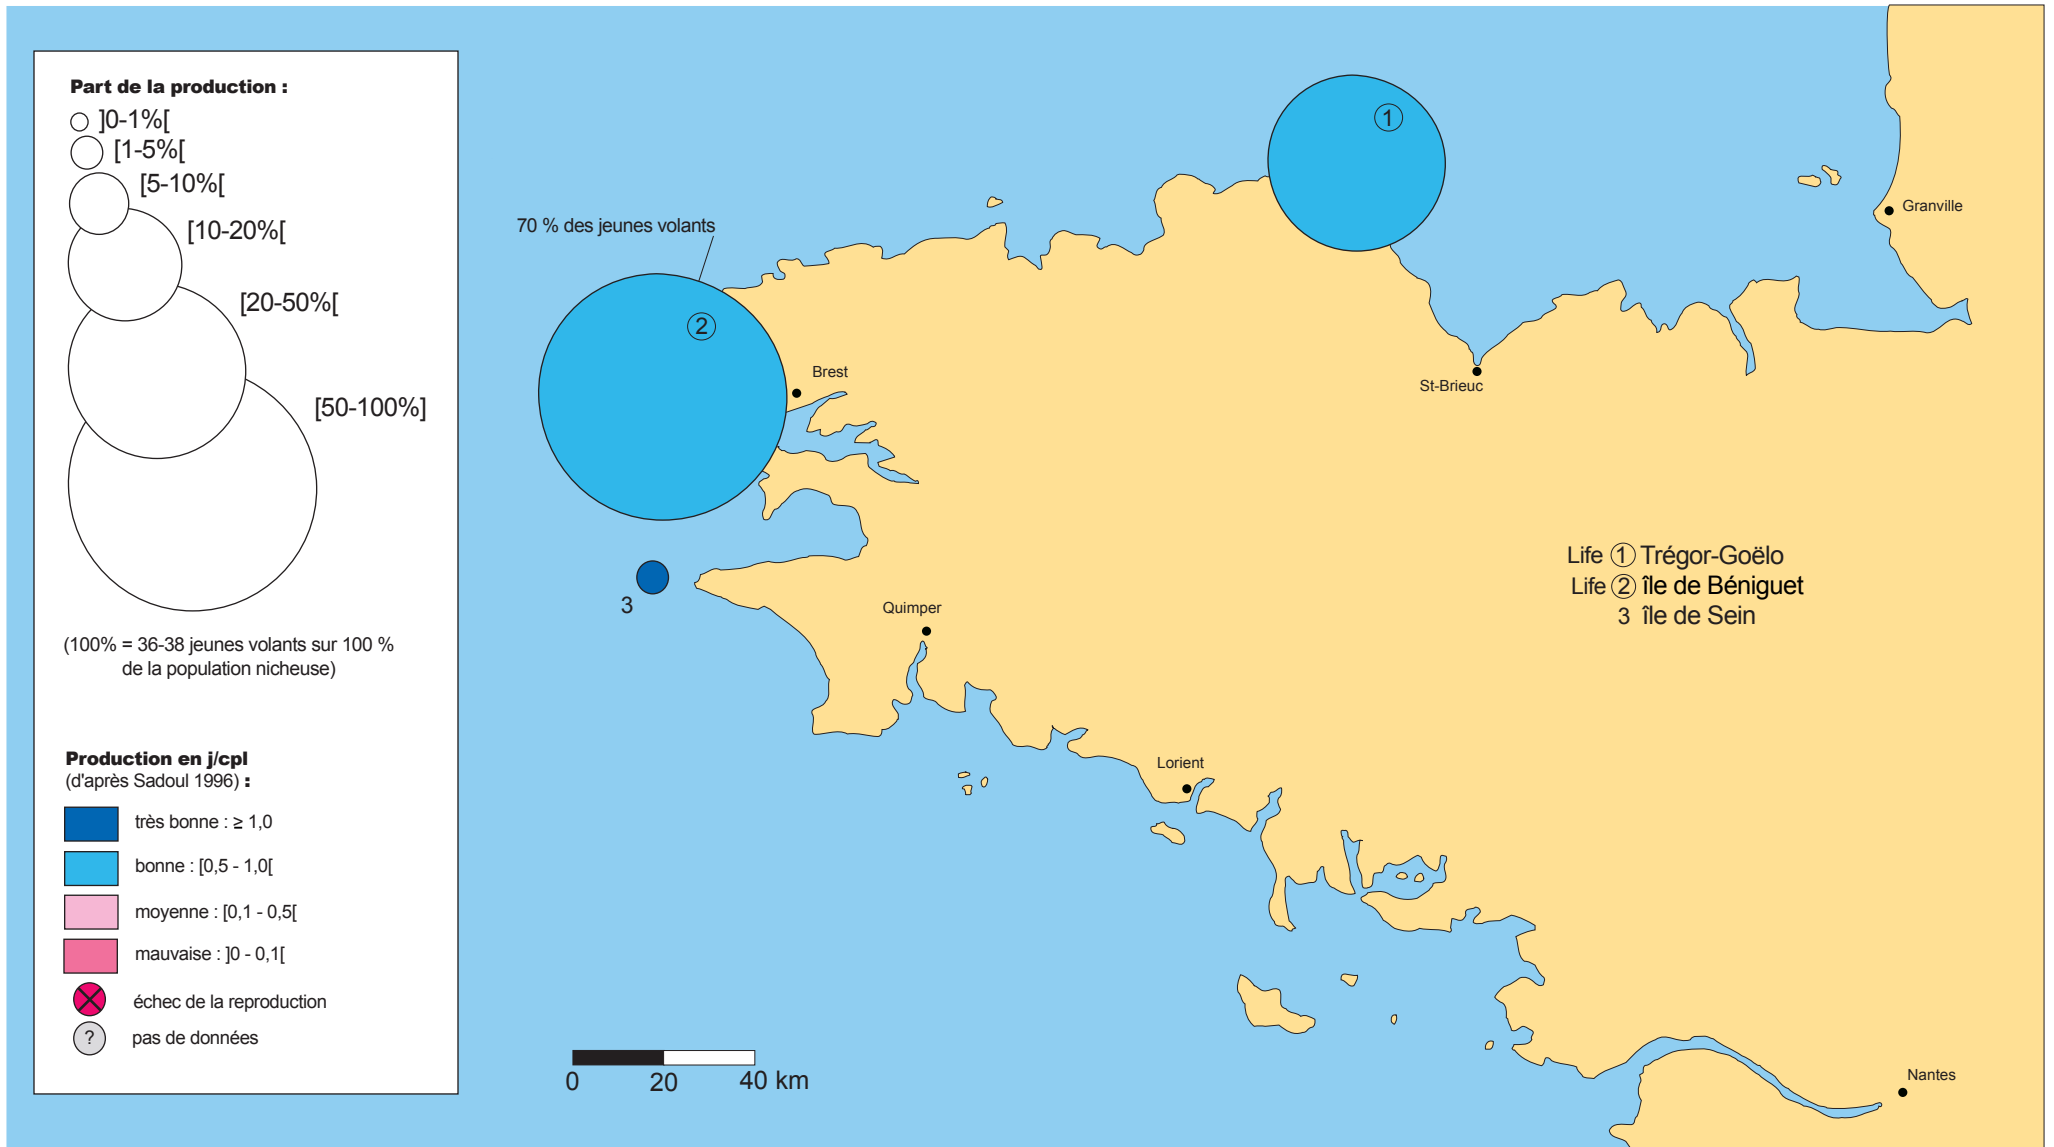 Part de la production :
]0-1%[
[1-5%[
[5-10%[
[10-20%[
[20-50%[
[50-100%]
(100% = 36-38 jeunes volants sur 100 %
de la population nicheuse)
Production en j/cpl
(d'après Sadoul 1996) :
très bonne : ≥ 1,0
bonne : [0,5 - 1,0[
moyenne : [0,1 - 0,5[
mauvaise : ]0 - 0,1[
échec de la reproduction
? pas de données
70 % des jeunes volants
1
2
3
Granville
Brest
St-Brieuc
Quimper
Lorient
Nantes
Life ① Trégor-Goëlo
Life ② île de Béniguet
3 île de Sein
0 20 40 km